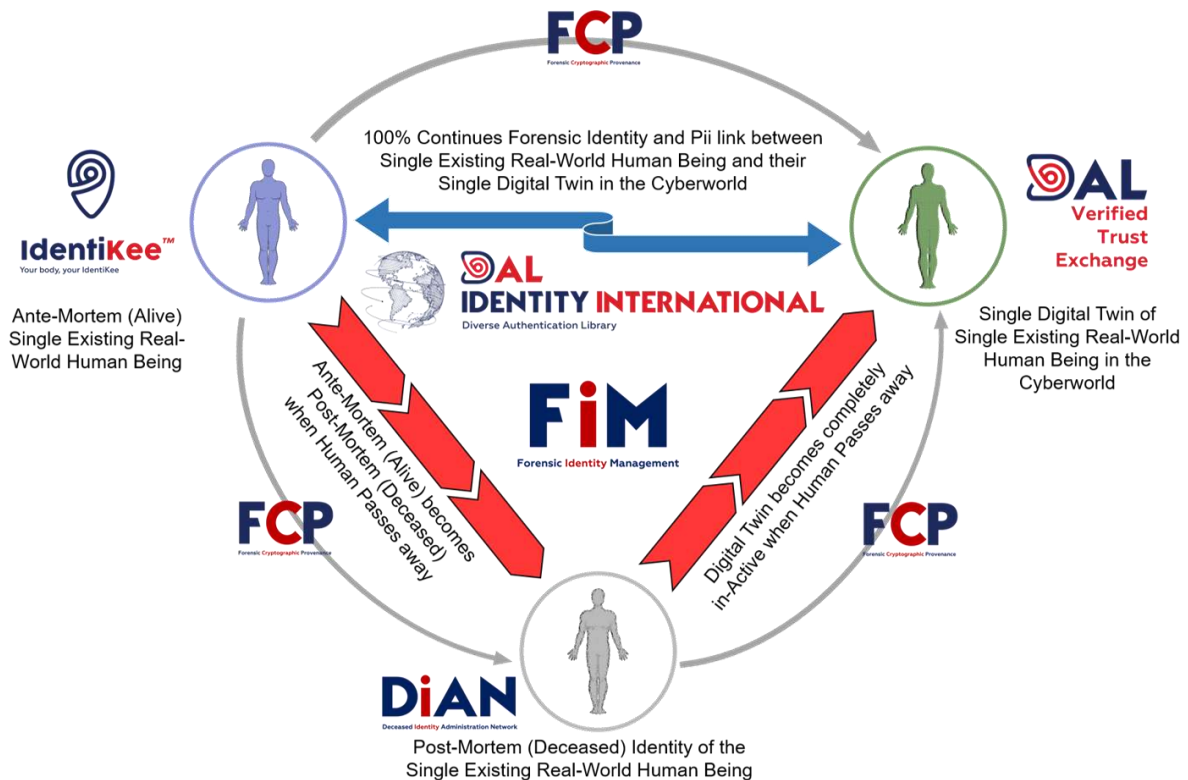 FCP
Forensic Cryptographic Provenance
100% Continues Forensic Identity and Pii link between
Single Existing Real-World Human Being and their
Single Digital Twin in the Cyberworld
IdentiKee™
Your body, your IdentiKee
Ante-Mortem (Alive)
Single Existing Real-
World Human Being
DAL
Verified
Trust
Exchange
Single Digital Twin of
Single Existing Real-World
Human Being in the
Cyberworld
DAL
IDENTITY INTERNATIONAL
Diverse Authentication Library
FiM
Forensic Identity Management
Ante-Mortem (Alive) becomes
Post-Mortem (Deceased)
when Human Passes away
Digital Twin becomes completely
in-Active when Human Passes away
FCP
Forensic Cryptographic Provenance
FCP
Forensic Cryptographic Provenance
DiAN
Deceased Identity Administration Network
Post-Mortem (Deceased) Identity of the
Single Existing Real-World Human Being